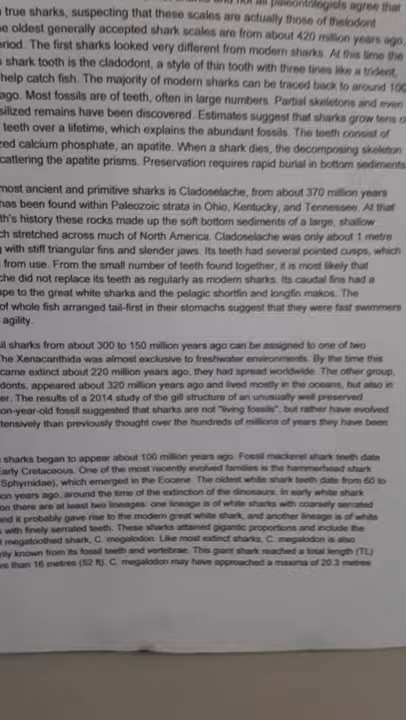 paleontologists agree that
true sharks, suspecting that these scales are actually those of thelodont
oldest generally accepted shark scales are from about 420 million years ago,
The first sharks looked very different from modern sharks. At this time the
shark tooth is the cladodont, a style of thin tooth with three tines like a trident,
help catch fish. The majority of modern sharks can be traced back to around 100
ago. Most fossils are of teeth, often in large numbers. Partial skeletons and even
remains have been discovered. Estimates suggest that sharks grow tens o
teeth over a lifetime, which explains the abundant fossils. The teeth consist of
calcium phosphate, an apatite. When a shark dies, the decomposing skeleton
cattering the apatite prisms. Preservation requires rapid burial in bottom sediments
most ancient and primitive sharks is Cladoselache, from about 370 million years
has been found within Paleozoic strata in Ohio, Kentucky, and Tennessee. At that
th's history these rocks made up the soft bottom sediments of a large, shallow
ch stretched across much of North America. Cladoselache was only about 1 metre
with stiff triangular fins and slender jaws. Its teeth had several pointed cusps, which
from use. From the small number of teeth found together, it is most likely that
che did not replace its teeth as regularly as modern sharks. Its caudal fins had a
pe to the great white sharks and the pelagic shortfin and longfin makos. The
of whole fish arranged tail-first in their stomachs suggest that they were fast swimmers
agility.
sil sharks from about 300 to 150 million years ago can be assigned to one of two
he Xenacanthida was almost exclusive to freshwater environments. By the time this
came extinct about 220 million years ago, they had spread worldwide. The other group,
donts, appeared about 320 million years ago and lived mostly in the oceans, but also in
er. The results of a 2014 study of the gill structure of an unusually well preserved
on-year-old fossil suggested that sharks are not "living fossils", but rather have evolved
tensively than previously thought over the hundreds of millions of years they have been
sharks began to appear about 100 million years ago. Fossil mackerel shark teeth date
arly Cretaceous. One of the most recently evolved families is the hammerhead shark
Sphyrnidae), which emerged in the Eocene. The oldest white shark teeth date from 60 to
on years ago, around the time of the extinction of the dinosaurs. In early white shark
on there are at least two lineages: one lineage is of white sharks with coarsely serrated
nd it probably gave rise to the modern great white shark, and another lineage is of white
with finely serrated teeth. These sharks attained gigantic proportions and include the
megatoothed shark, C. megalodon. Like most extinct sharks, C. megalodon is also
rily known from its fossil teeth and vertebrae. This giant shark reached a total length (TL)
re than 16 metres (52 ft). C. megalodon may have approached a maxima of 20.3 metres